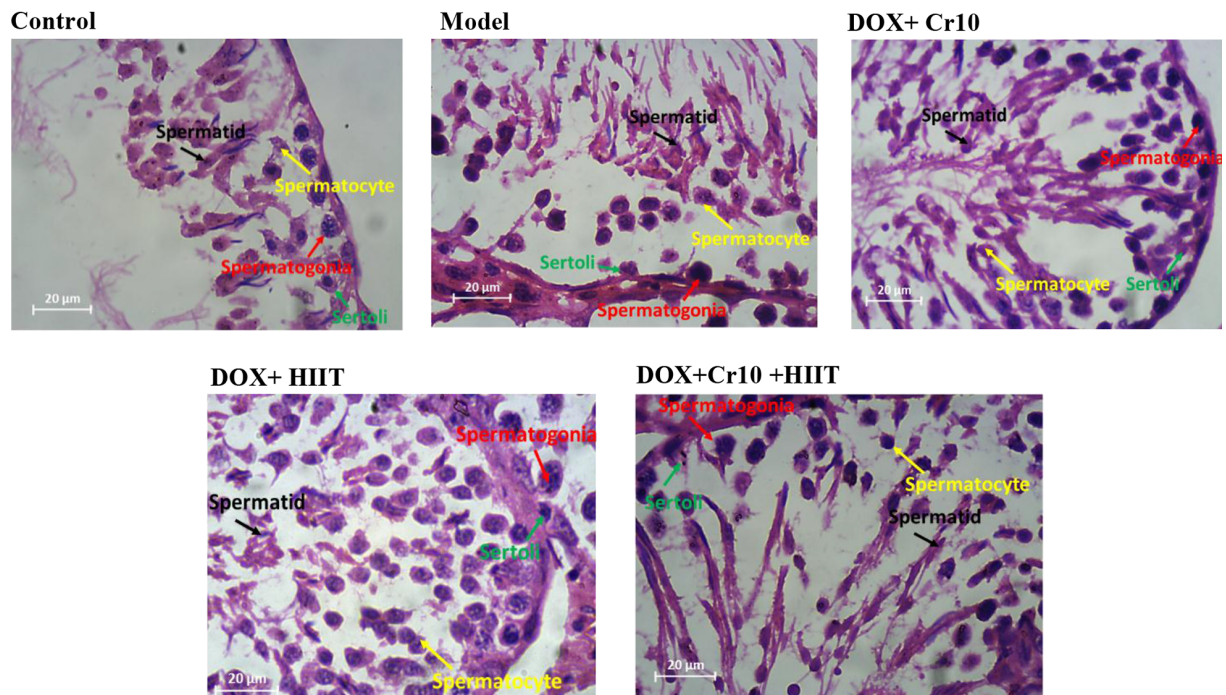 Control
Spermatid
Spermatocyte
Spermatogonia
20 µm
Sertoli
Model
Spermatid
Spermatocyte
Sertoli
20 µm
Spermatogonia
DOX+ Cr10
Spermatid
Spermatogonia
Spermatocyte
Sertoli
20 µm
DOX+ HIIT
Spermatogonia
Spermatid
Sertoli
Spermatocyte
20 µm
DOX+Cr10 +HIIT
Spermatogonia
Spermatocyte
Sertoli
Spermatid
20 µm